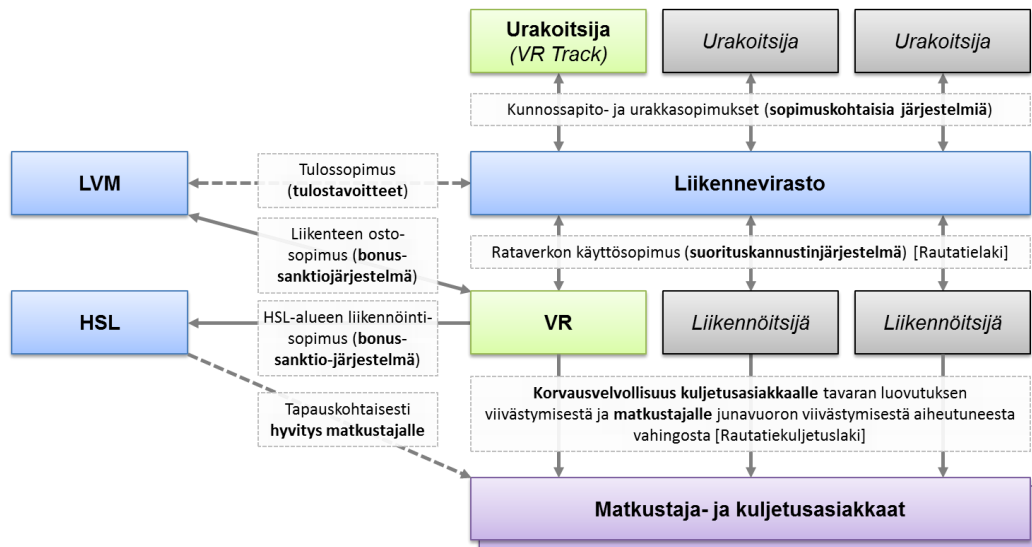 Urakoitsija
(VR Track)
Urakoitsija
Urakoitsija
Kunnossapito- ja urakkasopimukset (sopimuskohtaisia järjestelmiä)
LVM
Tulossopimus
(tulostavoitteet)
Liikennevirasto
Liikenteen osto-
sopimus (bonus-
sanktiojärjestelmä)
Rataverkon käyttösopimus (suorituskannustinjärjestelmä) [Rautatielaki]
HSL
HSL-alueen liikennöinti-
sopimus (bonus-
sanktio-järjestelmä)
VR
Liikennöitsijä
Liikennöitsijä
Tapauskohtaisesti
hyvitys matkustajalle
Korvausvelvollisuus kuljetusasiakkaalle tavaran luovutuksen
viivästymisestä ja matkustajalle junavuoron viivästymisestä aiheutuneesta
vahingosta [Rautatiekuljetuslaki]
Matkustaja- ja kuljetusasiakkaat